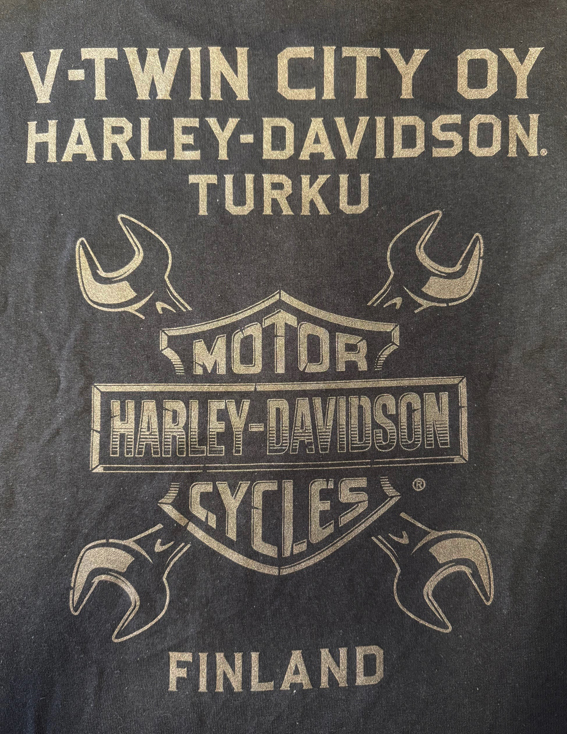 V-TWIN CITY OY
HARLEY-DAVIDSON®
TURKU
MOTOR
HARLEY-DAVIDSON
CYCLES ®
FINLAND